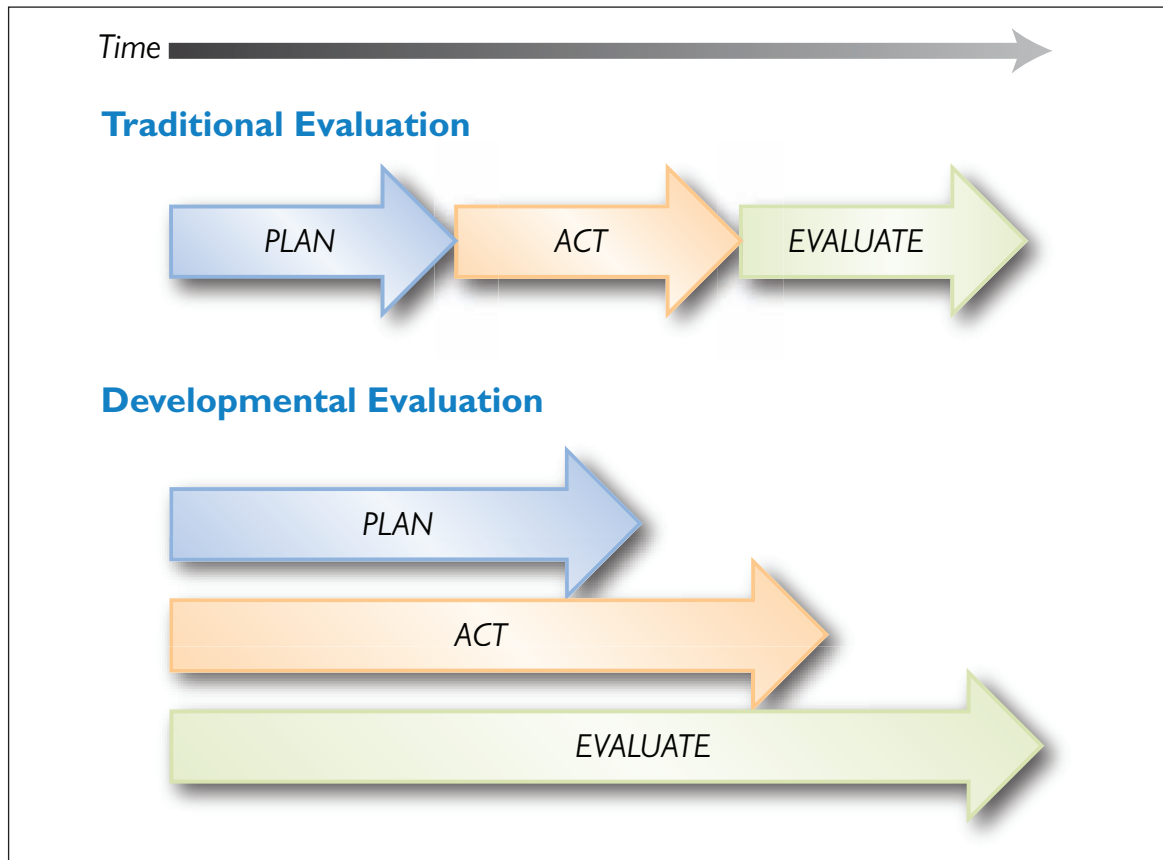 Time
Traditional Evaluation
PLAN
ACT
EVALUATE
Developmental Evaluation
PLAN
ACT
EVALUATE